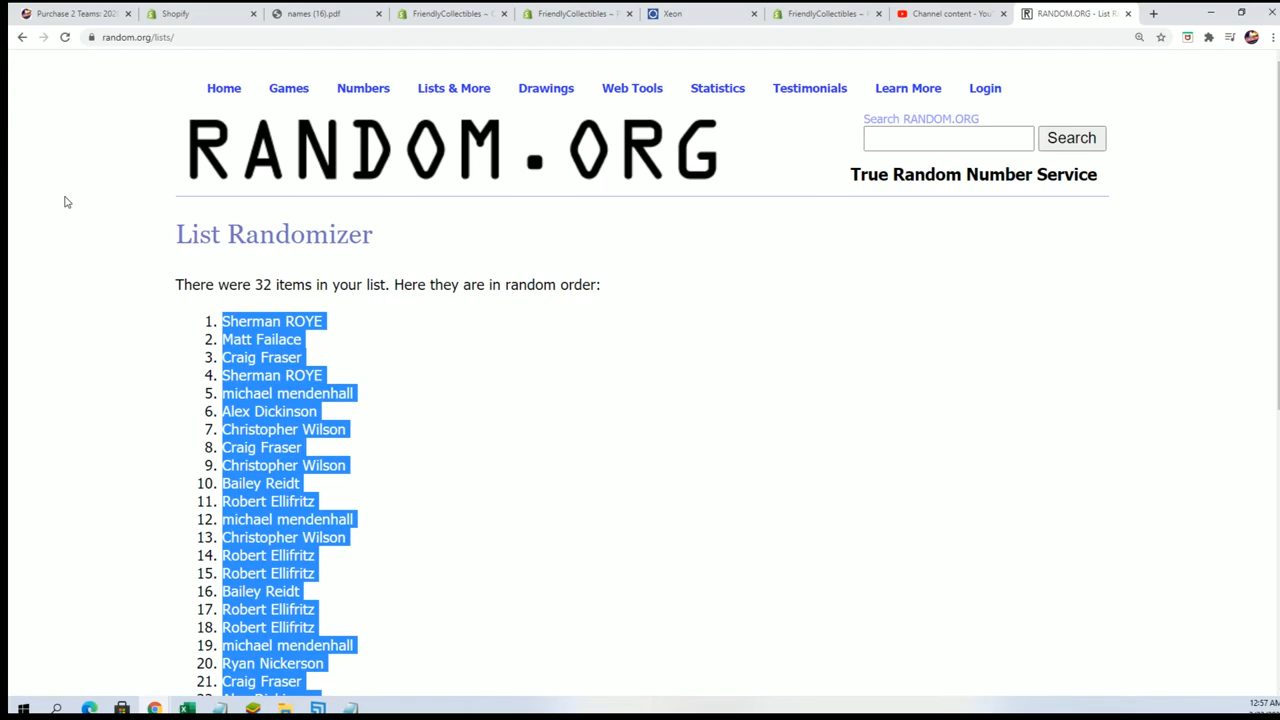 Purchase 2 Teams: 202
Shopify
names (16).pdf
FriendlyCollectibles ~
FriendlyCollectibles ~
Xeon
FriendlyCollectibles ~
Channel content - You
RANDOM.ORG - List R
random.org/lists/
Home Games Numbers Lists & More Drawings Web Tools Statistics Testimonials Learn More Login
RANDOM.ORG
Search RANDOM.ORG
Search
True Random Number Service
List Randomizer
There were 32 items in your list. Here they are in random order:
1. Sherman ROYE
2. Matt Failace
3. Craig Fraser
4. Sherman ROYE
5. michael mendenhall
6. Alex Dickinson
7. Christopher Wilson
8. Craig Fraser
9. Christopher Wilson
10. Bailey Reidt
11. Robert Ellifritz
12. michael mendenhall
13. Christopher Wilson
14. Robert Ellifritz
15. Robert Ellifritz
16. Bailey Reidt
17. Robert Ellifritz
18. Robert Ellifritz
19. michael mendenhall
20. Ryan Nickerson
21. Craig Fraser
12:57 AM